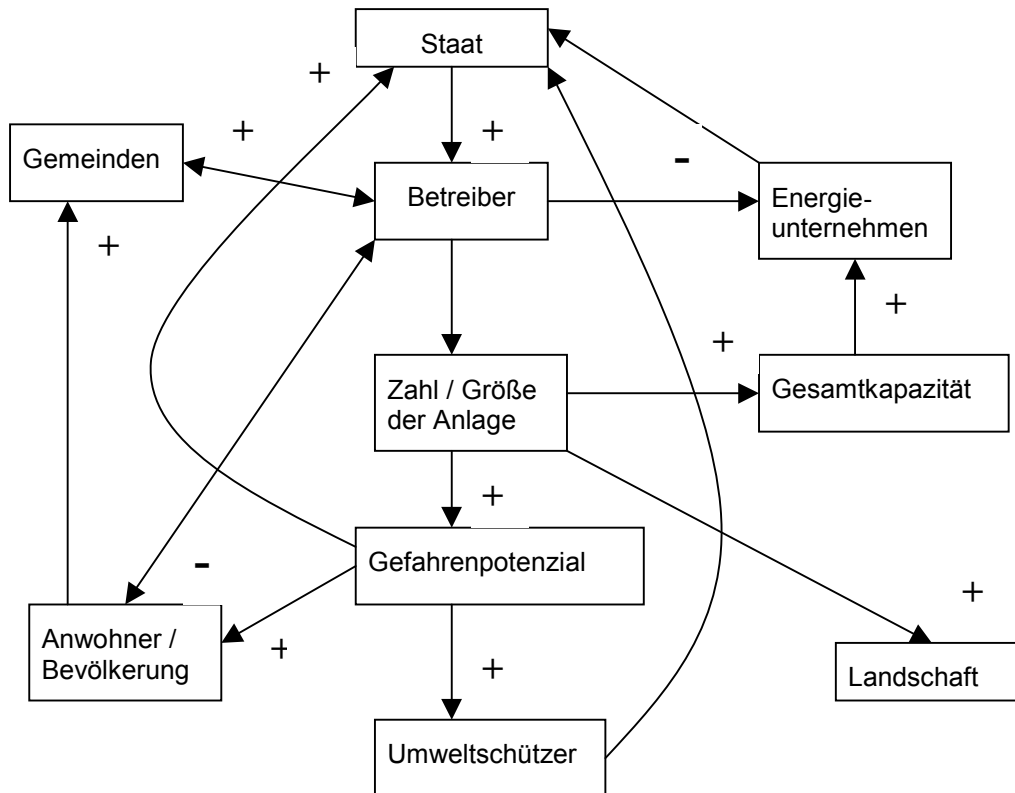 Staat
+
+
+
Gemeinden
-
Betreiber
Energie-
unternehmen
+
+
+
Zahl / Größe
der Anlage
Gesamtkapazität
+
Gefahrenpotenzial
-
+
Anwohner /
Bevölkerung
+
+
Landschaft
Umweltschützer